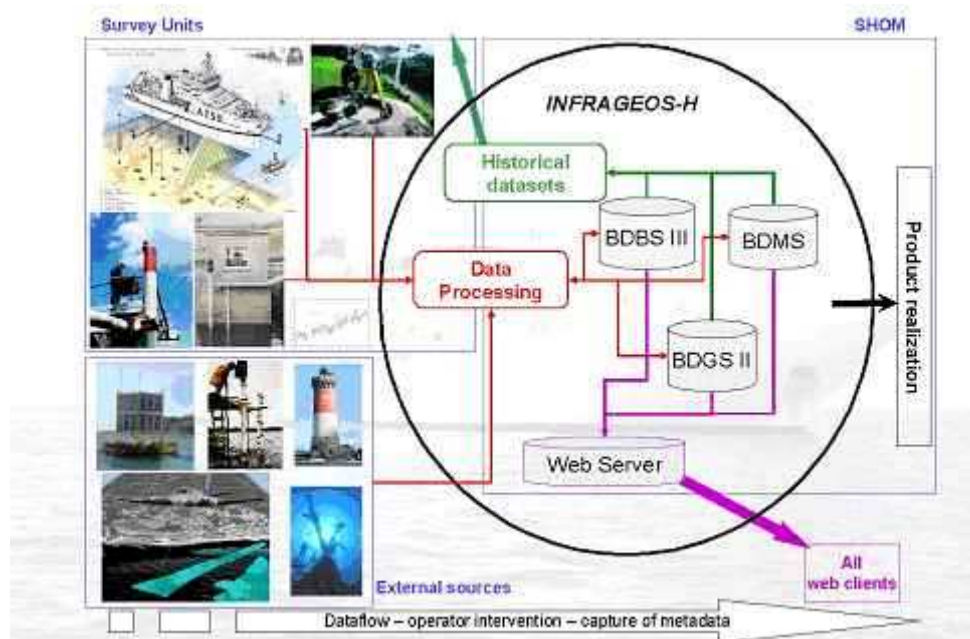 Survey Units
SHOM
INFRAGEOS-H
A790
Historical
datasets
BDBS III
BDMS
Data
Processing
BDGS II
Product realization
Web Server
All
web clients
External sources
Dataflow – operator intervention – capture of metadata